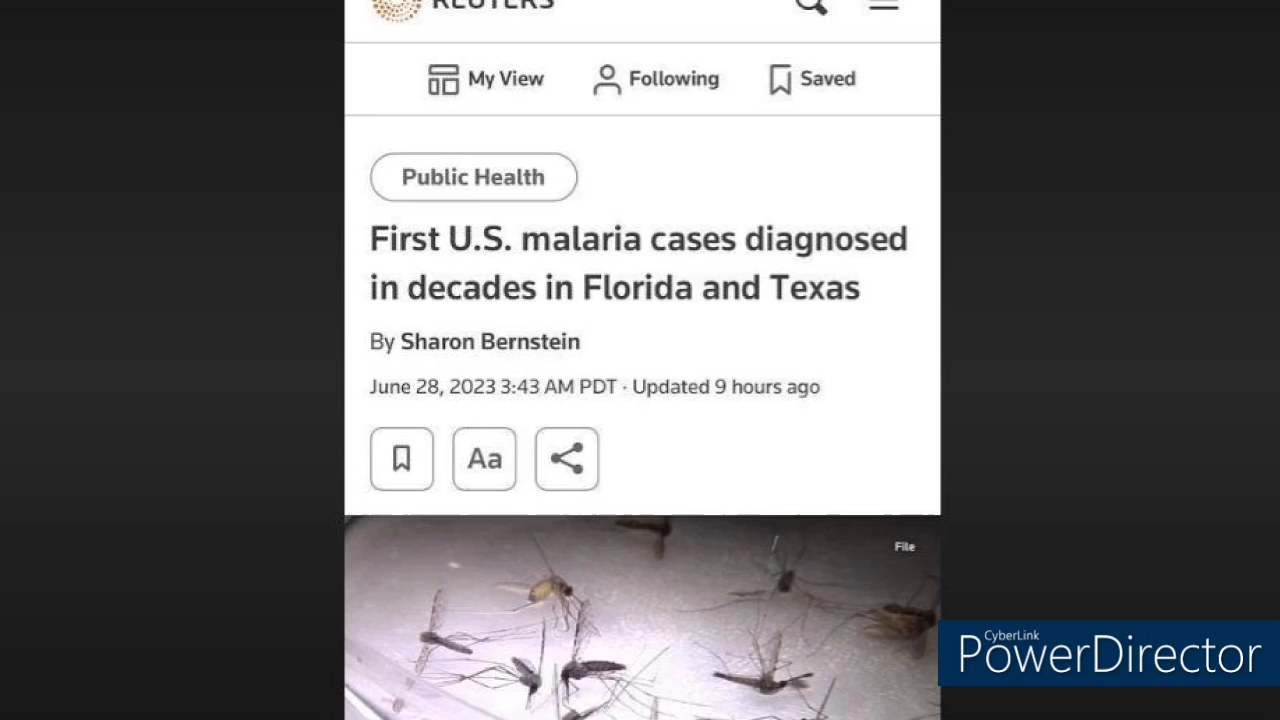 REUTERS
My View Following Saved
Public Health
First U.S. malaria cases diagnosed
in decades in Florida and Texas
By Sharon Bernstein
June 28, 2023 3:43 AM PDT · Updated 9 hours ago
Aa
File
CyberLink
PowerDirector